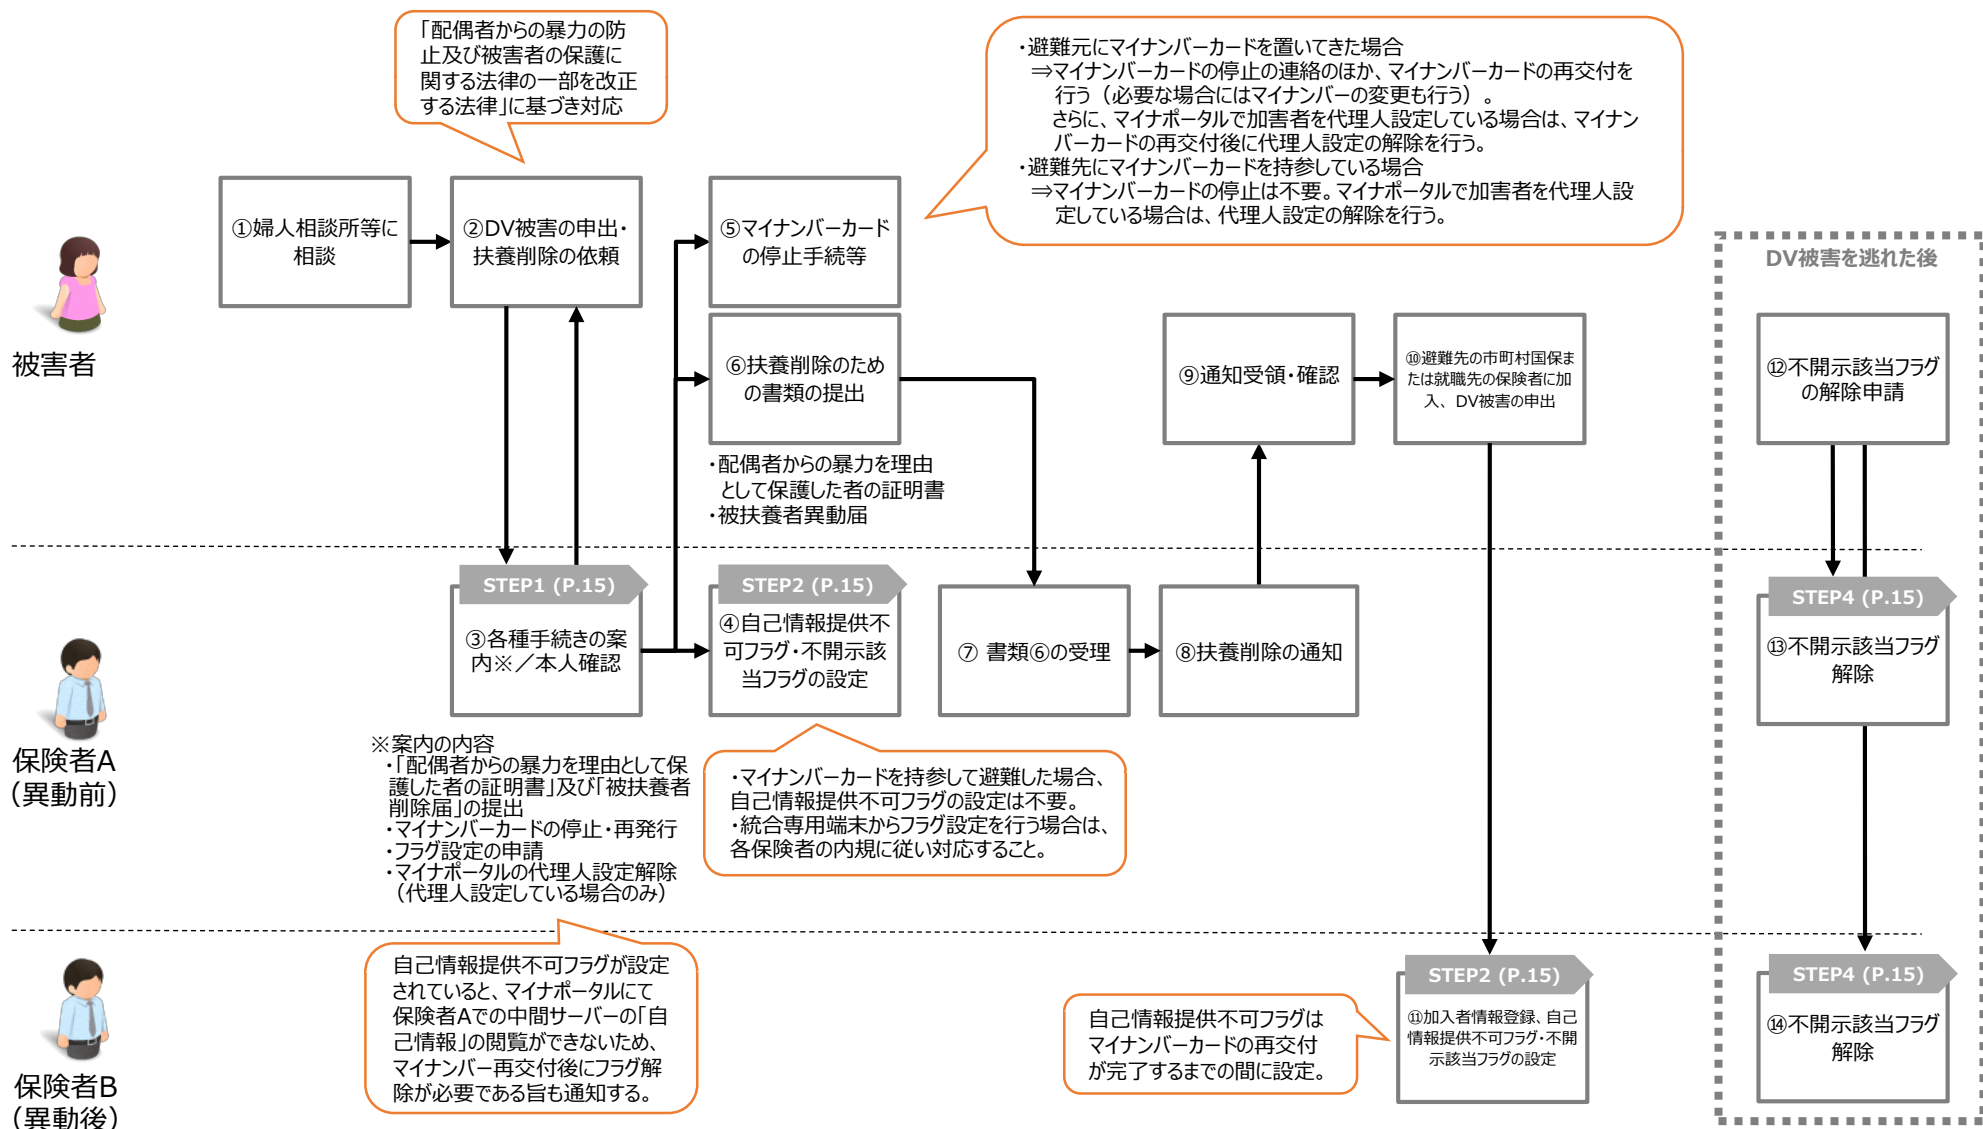 「配偶者からの暴力の防
止及び被害者の保護に
関する法律の一部を改正
する法律」に基づき対応
・避難元にマイナンバーカードを置いてきた場合
⇒マイナンバーカードの停止の連絡のほか、マイナンバーカードの再交付を
行う（必要な場合にはマイナンバーの変更も行う）。
さらに、マイナポータルで加害者を代理人設定している場合は、マイナン
バーカードの再交付後に代理人設定の解除を行う。
・避難先にマイナンバーカードを持参している場合
⇒マイナンバーカードの停止は不要。マイナポータルで加害者を代理人設
定している場合は、代理人設定の解除を行う。
①婦人相談所等に
相談
②DV被害の申出・
扶養削除の依頼
⑤マイナンバーカード
の停止手続等
DV被害を逃れた後
被害者
⑥扶養削除のため
の書類の提出
・配偶者からの暴力を理由
として保護した者の証明書
・被扶養者異動届
⑨通知受領・確認
⑩避難先の市町村国保ま
たは就職先の保険者に加
入、DV被害の申出
⑫不開示該当フラグ
の解除申請
STEP1 (P.15)
③各種手続きの案
内※／本人確認
STEP2 (P.15)
④自己情報提供不
可フラグ・不開示該
当フラグの設定
⑦ 書類⑥の受理
⑧扶養削除の通知
STEP4 (P.15)
⑬不開示該当フラグ
解除
保険者A
（異動前）
※案内の内容
・「配偶者からの暴力を理由として保
護した者の証明書」及び「被扶養者
削除届」の提出
・マイナンバーカードの停止・再発行
・フラグ設定の申請
・マイナポータルの代理人設定解除
（代理人設定している場合のみ）
・マイナンバーカードを持参して避難した場合、
自己情報提供不可フラグの設定は不要。
・統合専用端末からフラグ設定を行う場合は、
各保険者の内規に従い対応すること。
自己情報提供不可フラグが設定
されていると、マイナポータルにて
保険者Aでの中間サーバーの「自
己情報」の閲覧ができないため、
マイナンバー再交付後にフラグ解
除が必要である旨も通知する。
自己情報提供不可フラグは
マイナンバーカードの再交付
が完了するまでの間に設定。
STEP2 (P.15)
⑪加入者情報登録、自己
情報提供不可フラグ・不開
示該当フラグの設定
STEP4 (P.15)
⑭不開示該当フラグ
解除
保険者B
（異動後）